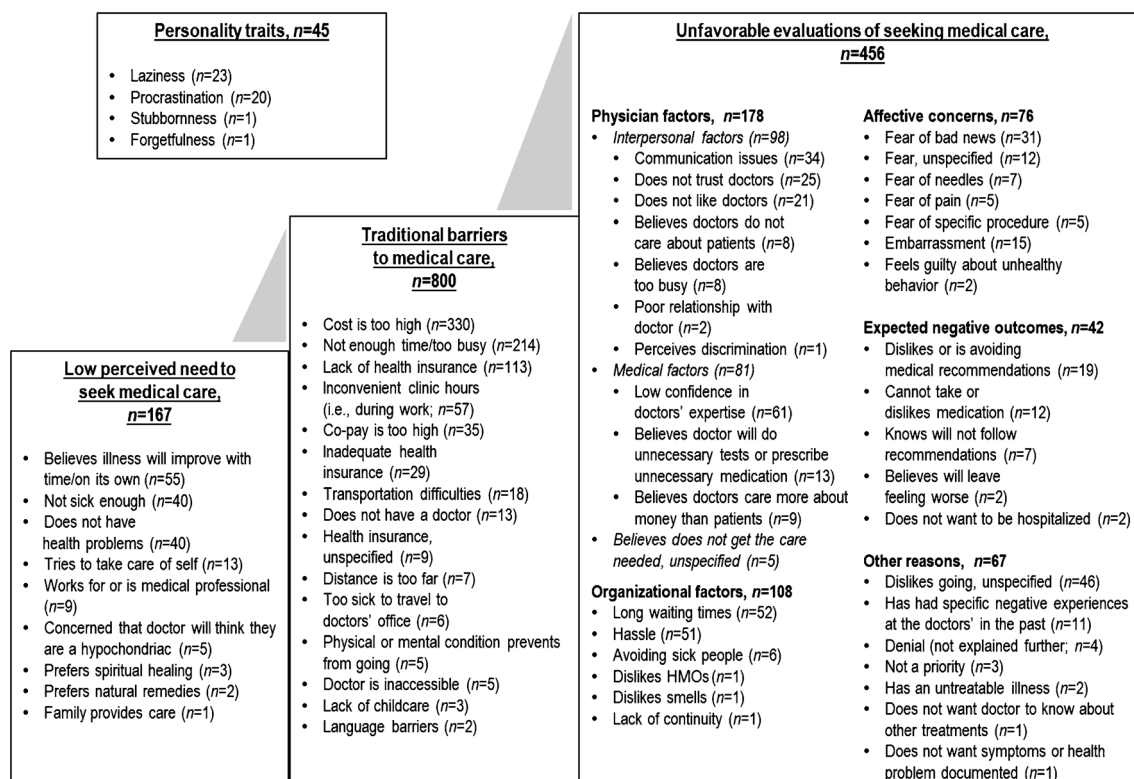 Personality traits, n=45
• Laziness (n=23)
• Procrastination (n=20)
• Stubbornness (n=1)
• Forgetfulness (n=1)
Low perceived need to
seek medical care,
n=167
• Believes illness will improve with
time/on its own (n=55)
• Not sick enough (n=40)
• Does not have
health problems (n=40)
• Tries to take care of self (n=13)
• Works for or is medical professional
(n=9)
• Concerned that doctor will think they
are a hypochondriac (n=5)
• Prefers spiritual healing (n=3)
• Prefers natural remedies (n=2)
• Family provides care (n=1)
Traditional barriers
to medical care,
n=800
• Cost is too high (n=330)
• Not enough time/too busy (n=214)
• Lack of health insurance (n=113)
• Inconvenient clinic hours
(i.e., during work; n=57)
• Co-pay is too high (n=35)
• Inadequate health
insurance (n=29)
• Transportation difficulties (n=18)
• Does not have a doctor (n=13)
• Health insurance,
unspecified (n=9)
• Distance is too far (n=7)
• Too sick to travel to
doctors' office (n=6)
• Physical or mental condition prevents
from going (n=5)
• Doctor is inaccessible (n=5)
• Lack of childcare (n=3)
• Language barriers (n=2)
Unfavorable evaluations of seeking medical care,
n=456
Physician factors, n=178
• Interpersonal factors (n=98)
• Communication issues (n=34)
• Does not trust doctors (n=25)
• Does not like doctors (n=21)
• Believes doctors do not
care about patients (n=8)
• Believes doctors are
too busy (n=8)
• Poor relationship with
doctor (n=2)
• Perceives discrimination (n=1)
• Medical factors (n=81)
• Low confidence in
doctors' expertise (n=61)
• Believes doctor will do
unnecessary tests or prescribe
unnecessary medication (n=13)
• Believes doctors care more about
money than patients (n=9)
• Believes does not get the care
needed, unspecified (n=5)
Organizational factors, n=108
• Long waiting times (n=52)
• Hassle (n=51)
• Avoiding sick people (n=6)
• Dislikes HMOs (n=1)
• Dislikes smells (n=1)
• Lack of continuity (n=1)
Affective concerns, n=76
• Fear of bad news (n=31)
• Fear, unspecified (n=12)
• Fear of needles (n=7)
• Fear of pain (n=5)
• Fear of specific procedure (n=5)
• Embarrassment (n=15)
• Feels guilty about unhealthy
behavior (n=2)
Expected negative outcomes, n=42
• Dislikes or is avoiding
medical recommendations (n=19)
• Cannot take or
dislikes medication (n=12)
• Knows will not follow
recommendations (n=7)
• Believes will leave
feeling worse (n=2)
• Does not want to be hospitalized (n=2)
Other reasons, n=67
• Dislikes going, unspecified (n=46)
• Has had specific negative experiences
at the doctors' in the past (n=11)
• Denial (not explained further; n=4)
• Not a priority (n=3)
• Has an untreatable illness (n=2)
• Does not want doctor to know about
other treatments (n=1)
• Does not want symptoms or health
problem documented (n=1)